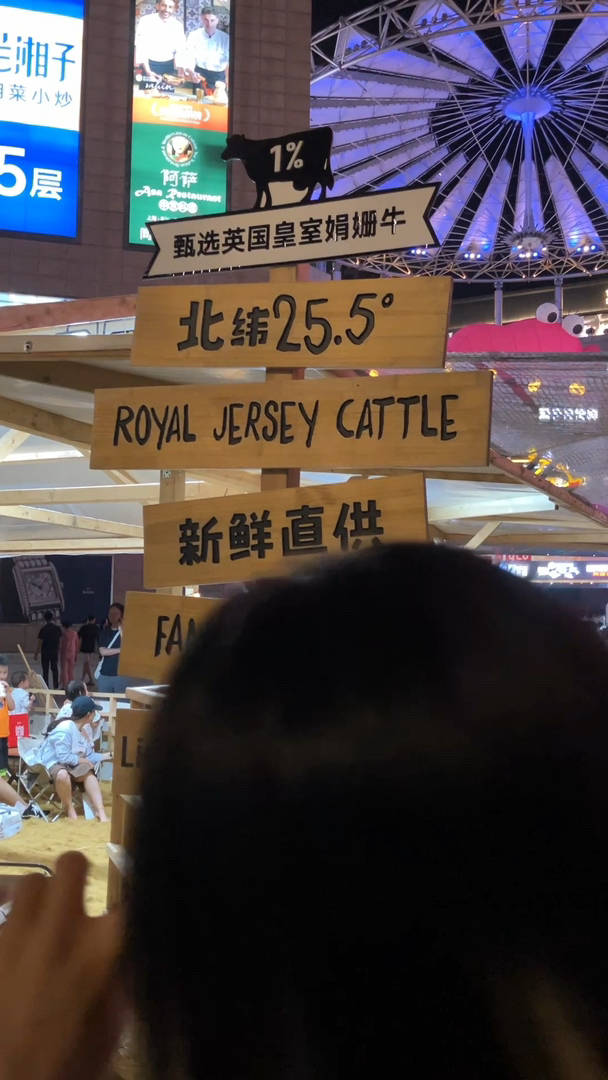 湘子
菜小炒
5层
阿萨
Asa Restaurant
1%
甄选英国皇室娟姗牛
北纬25.5°
ROYAL JERSEY CATTLE
新鲜直供
FA
Li